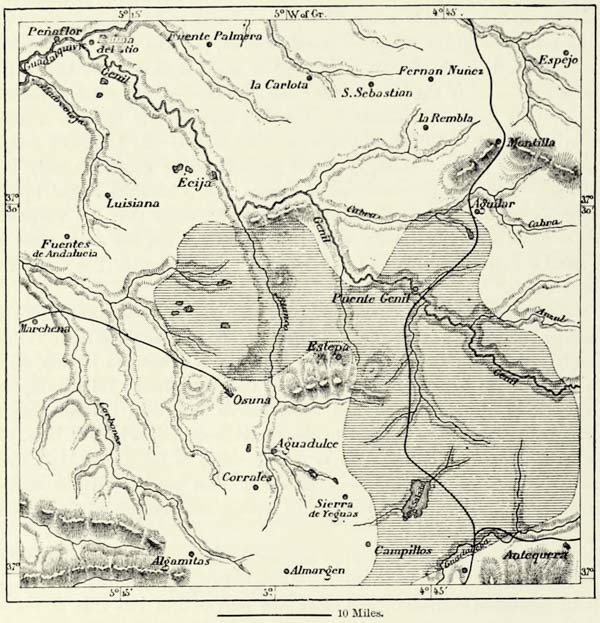 5°15'
5° W. of Gr.
4°45'
Peñaflor
Fuente Palmera
Espejo
Guadalquivir
Genil
la Carlota
Fernan Nuñez
S. Sebastian
la Rembla
Montilla
Ecija
37°
30'
Luisiana
Aguilar
37°
30'
Cabra
Cabra
Genil
Fuentes
de Andalucia
Puente Genil
Marchena
Estepa
Genil
Osuna
Corbones
Aguadulce
Corrales
Sierra
de Yeguas
Algamitas
Campillos
Antequera
Almargen
37°
37°
5°15'
5°
4°45'
10 Miles.